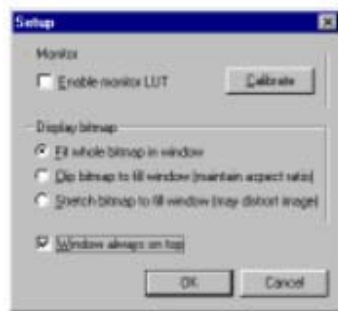 Setup
Monitor
Enable monitor LUT
Calibrate
Display bitmap
Fit whole bitmap in window
Clip bitmap to fill window (maintain aspect ratio)
Stretch bitmap to fill window (may distort image)
Window always on top
OK
Cancel